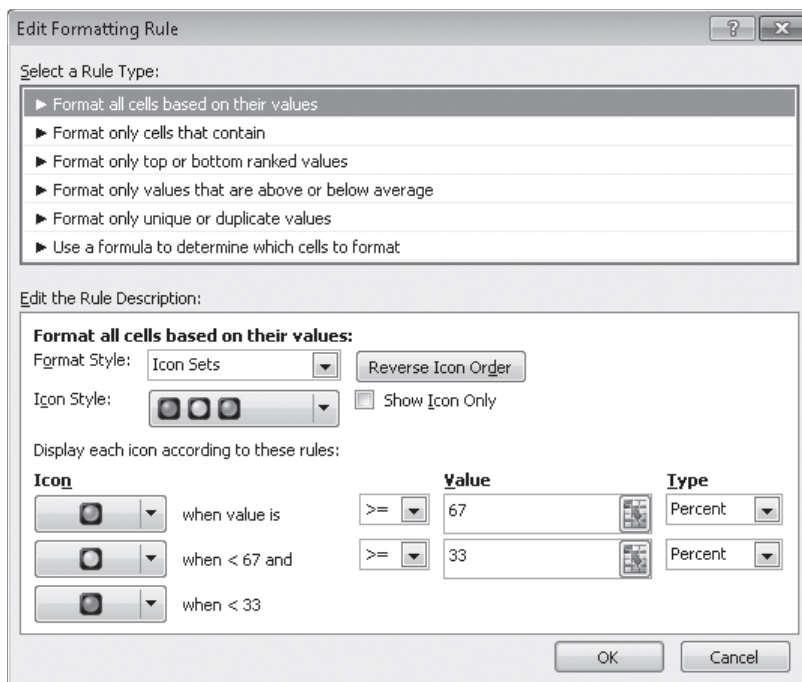 Edit Formatting Rule
Select a Rule Type:
► Format all cells based on their values
► Format only cells that contain
► Format only top or bottom ranked values
► Format only values that are above or below average
► Format only unique or duplicate values
► Use a formula to determine which cells to format
Edit the Rule Description:
Format all cells based on their values:
Format Style: Icon Sets Reverse Icon Order
Icon Style: Show Icon Only
Display each icon according to these rules:
Icon Value Type
when value is >= 67 Percent
when < 67 and >= 33 Percent
when < 33
OK Cancel